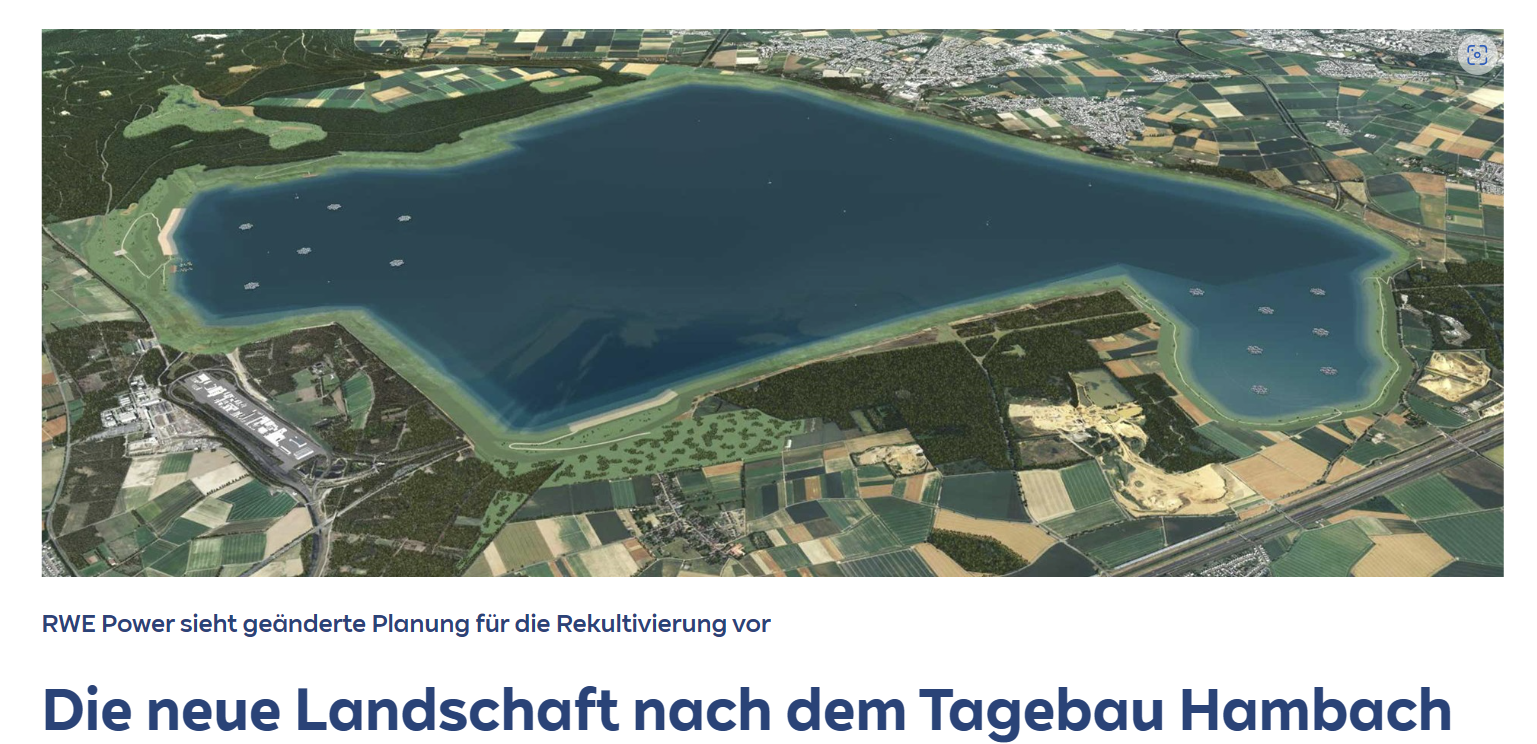 RWE Power sieht geänderte Planung für die Rekultivierung vor
Die neue Landschaft nach dem Tagebau Hambach